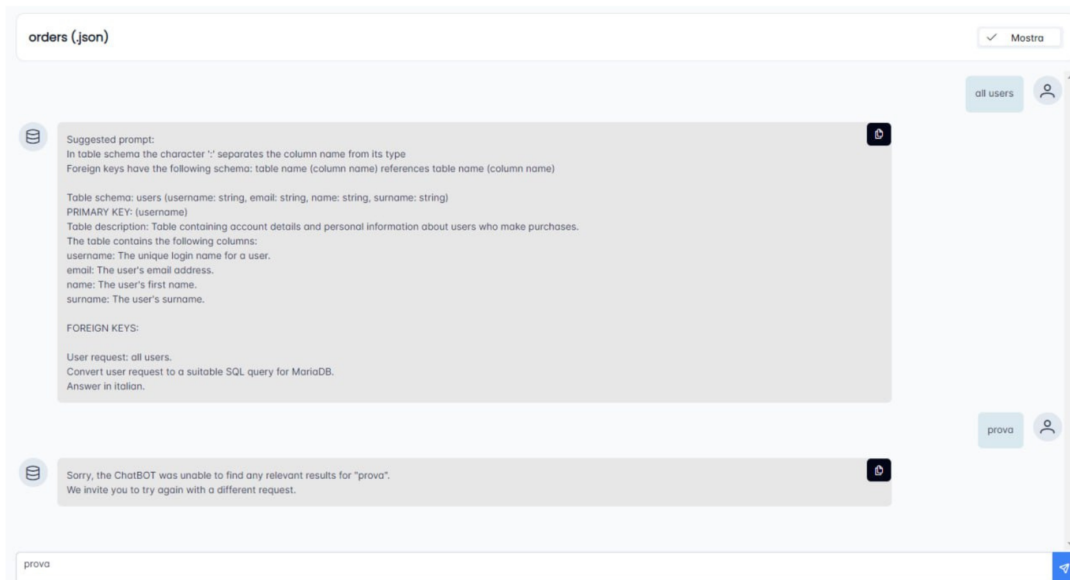 orders (.json)
Mostra
all users
Suggested prompt:
In table schema the character ':' separates the column name from its type
Foreign keys have the following schema: table name (column name) references table name (column name)
Table schema: users (username: string, email: string, name: string, surname: string)
PRIMARY KEY: (username)
Table description: Table containing account details and personal information about users who make purchases.
The table contains the following columns:
username: The unique login name for a user.
email: The user's email address.
name: The user's first name.
surname: The user's surname.
FOREIGN KEYS:
User request: all users.
Convert user request to a suitable SQL query for MariaDB.
Answer in italian.
prova
Sorry, the ChatBOT was unable to find any relevant results for "prova".
We invite you to try again with a different request.
prova